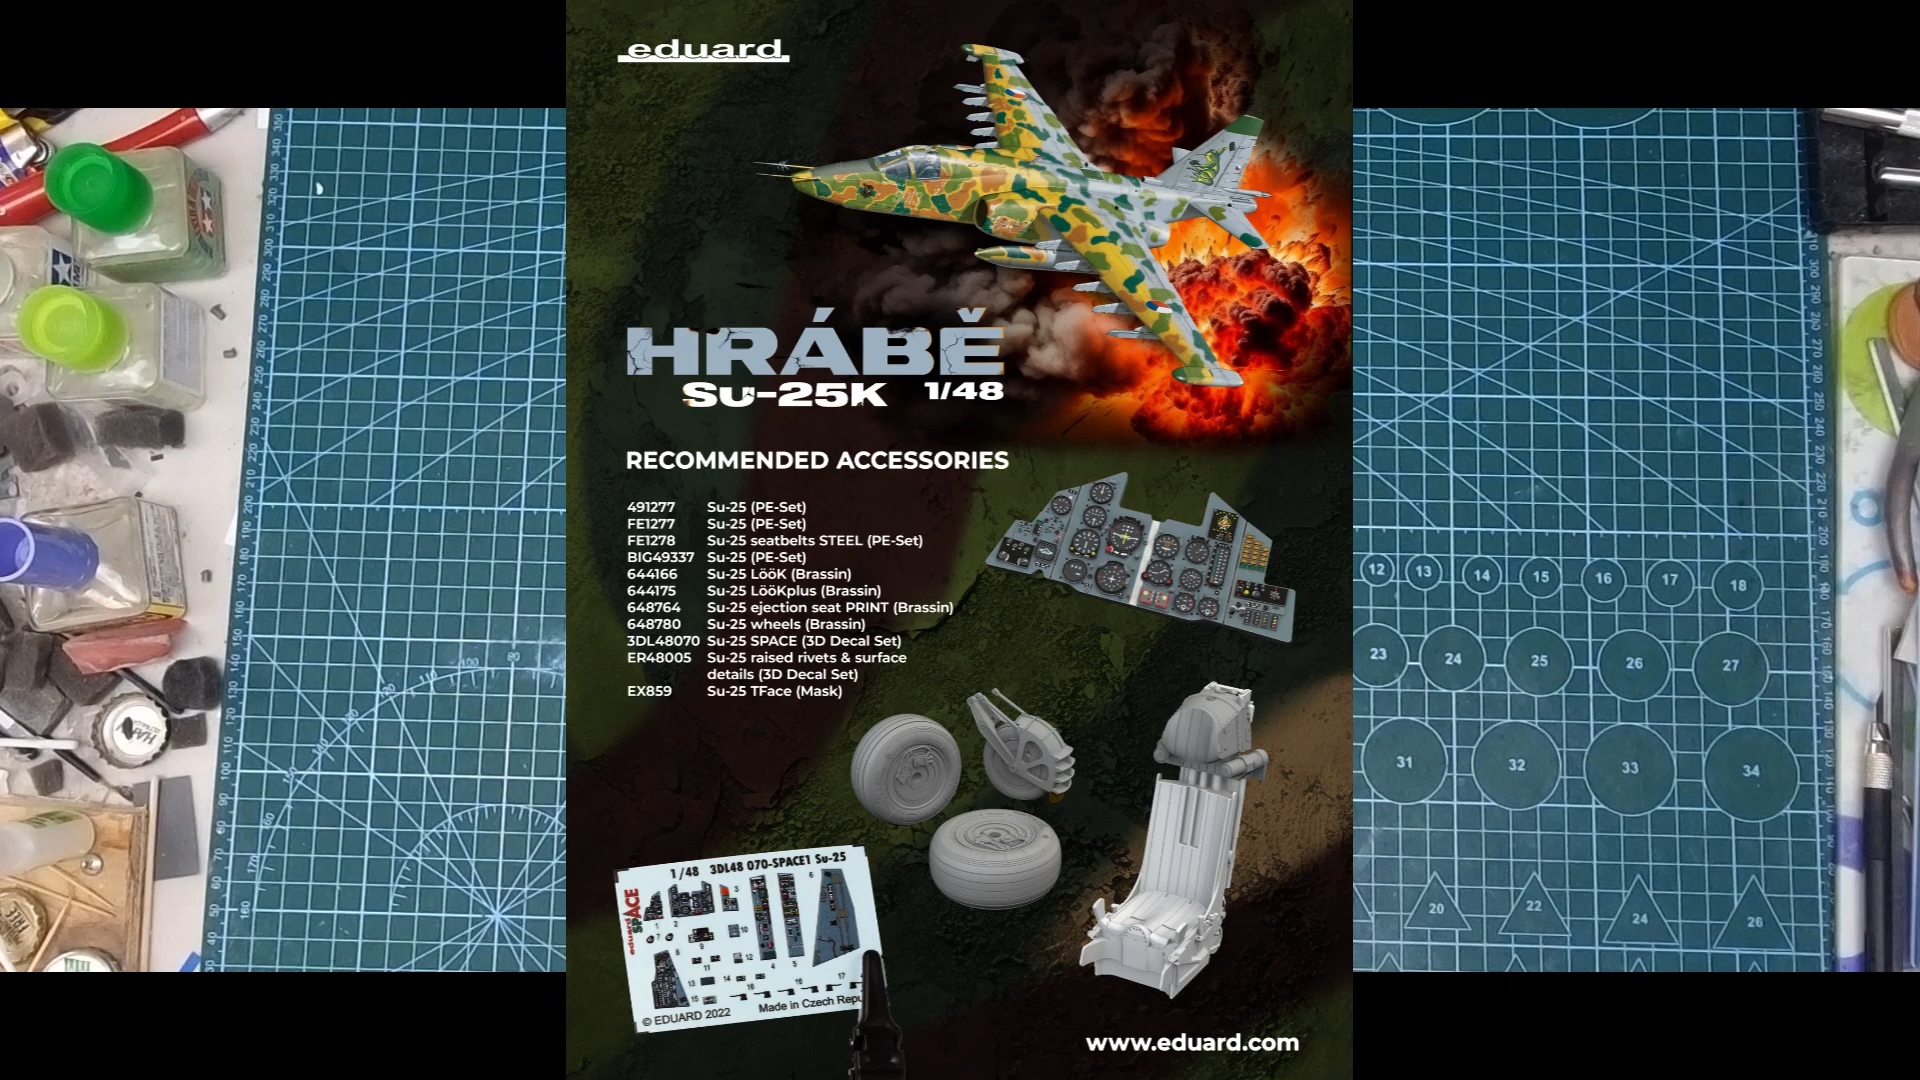 eduard
HRÁBĚ
Su-25K 1/48
RECOMMENDED ACCESSORIES
491277 Su-25 (PE-Set)
FE1277 Su-25 (PE-Set)
FE1278 Su-25 seatbelts STEEL (PE-Set)
BIG49337 Su-25 (PE-Set)
644166 Su-25 LööK (Brassin)
644175 Su-25 LööKplus (Brassin)
648764 Su-25 ejection seat PRINT (Brassin)
648780 Su-25 wheels (Brassin)
3DL48070 Su-25 SPACE (3D Decal Set)
ER48005 Su-25 raised rivets & surface
details (3D Decal Set)
EX859 Su-25 TFace (Mask)
1/48 3DL48 070-SPACE1 Su-25
eduard
SPACE
© EDUARD 2022 Made in Czech Repu
www.eduard.com
12 13 14 15 16 17 18
23 24 25 26 27
31 32 33 34
20 22 24 26